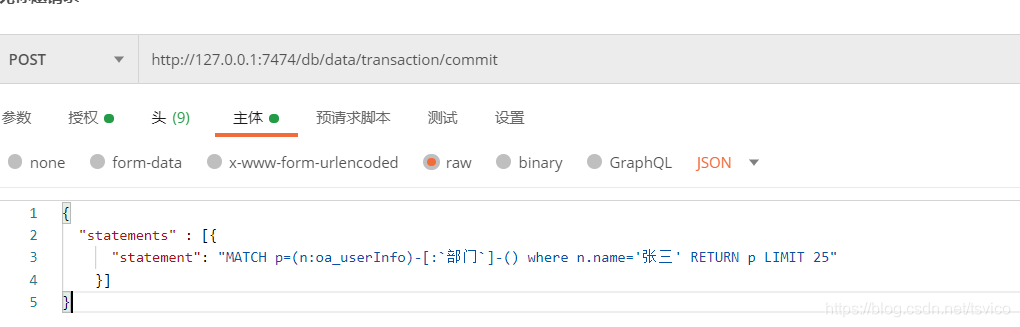 POST http://127.0.0.1:7474/db/data/transaction/commit
参数 授权 头 (9) 主体 预请求脚本 测试 设置
none form-data x-www-form-urlencoded raw binary GraphQL JSON
1 {
2 "statements" : [{
3 "statement": "MATCH p=(n:oa_userInfo)-[:`部门`]-() where n.name='张三' RETURN p LIMIT 25"
4 }]
5 }
https://blog.csdn.net/tsvico